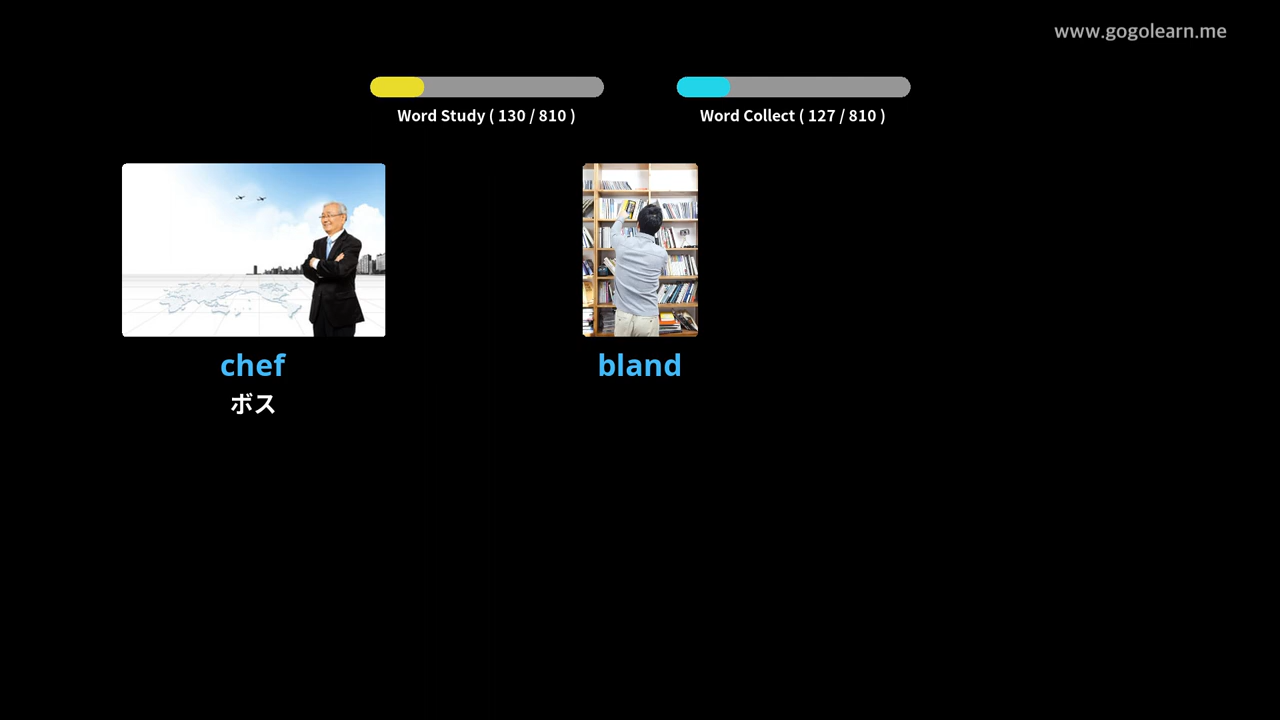 www.gogolearn.me
Word Study ( 130 / 810 )
Word Collect ( 127 / 810 )
chef
bland
ボス